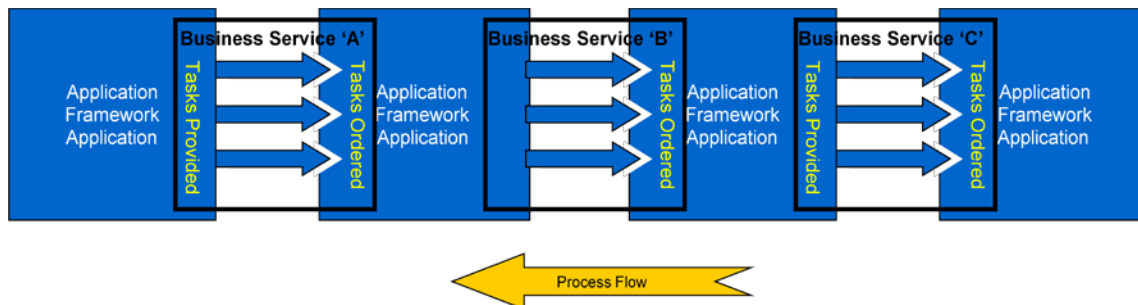 Business Service ‘A’
Business Service ‘B’
Business Service ‘C’
Application
Framework
Application
Tasks Provided
Tasks Ordered
Application
Framework
Application
Tasks Ordered
Application
Framework
Application
Tasks Provided
Tasks Ordered
Application
Framework
Application
Process Flow